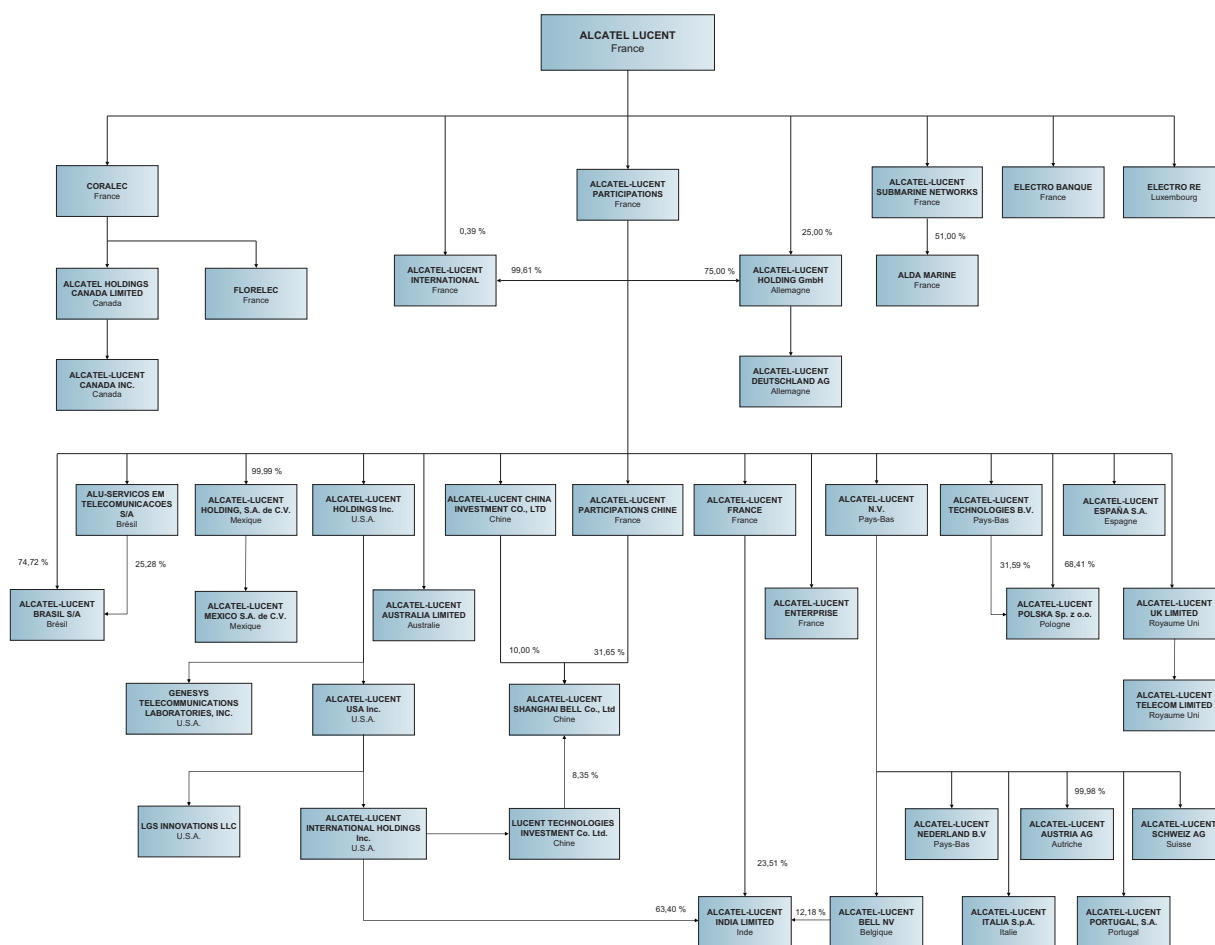 ALCATEL LUCENT
France
CORALEC
France
ALCATEL-LUCENT
PARTICIPATIONS
France
ALCATEL-LUCENT
SUBMARINE NETWORKS
France
ELECTRO BANQUE
France
ELECTRO RE
Luxembourg
0,39 %
25,00 %
51,00 %
ALCATEL HOLDINGS
CANADA LIMITED
Canada
FLORELEC
France
ALCATEL-LUCENT
INTERNATIONAL
France
99,61 %
75,00 %
ALCATEL-LUCENT
HOLDING GmbH
Allemagne
ALDA MARINE
France
ALCATEL-LUCENT
CANADA INC.
Canada
ALCATEL-LUCENT
DEUTSCHLAND AG
Allemagne
99,99 %
ALU-SERVICOS EM
TELECOMUNICACOES
S/A
Brésil
ALCATEL-LUCENT
HOLDING, S.A. de C.V.
Mexique
ALCATEL-LUCENT
HOLDINGS Inc.
U.S.A.
ALCATEL-LUCENT CHINA
INVESTMENT CO., LTD
Chine
ALCATEL-LUCENT
PARTICIPATIONS CHINE
France
ALCATEL-LUCENT
FRANCE
France
ALCATEL-LUCENT
N.V.
Pays-Bas
ALCATEL-LUCENT
TECHNOLOGIES B.V.
Pays-Bas
ALCATEL-LUCENT
ESPAÑA S.A.
Espagne
74,72 %
25,28 %
31,59 %
68,41 %
ALCATEL-LUCENT
BRASIL S/A
Brésil
ALCATEL-LUCENT
MEXICO S.A. de C.V.
Mexique
ALCATEL-LUCENT
AUSTRALIA LIMITED
Australie
ALCATEL-LUCENT
ENTERPRISE
France
ALCATEL-LUCENT
POLSKA Sp. z o.o.
Pologne
ALCATEL-LUCENT
UK LIMITED
Royaume Uni
10,00 %
31,65 %
GENESYS
TELECOMMUNICATIONS
LABORATORIES, INC.
U.S.A.
ALCATEL-LUCENT
USA Inc.
U.S.A.
ALCATEL-LUCENT
SHANGHAI BELL Co., Ltd
Chine
ALCATEL-LUCENT
TELECOM LIMITED
Royaume Uni
8,35 %
99,98 %
LGS INNOVATIONS LLC
U.S.A.
ALCATEL-LUCENT
INTERNATIONAL HOLDINGS
Inc.
U.S.A.
LUCENT TECHNOLOGIES
INVESTMENT Co. Ltd.
Chine
ALCATEL-LUCENT
NEDERLAND B.V
Pays-Bas
ALCATEL-LUCENT
AUSTRIA AG
Autriche
ALCATEL-LUCENT
SCHWEIZ AG
Suisse
23,51 %
63,40 %
ALCATEL-LUCENT
INDIA LIMITED
Inde
12,18 %
ALCATEL-LUCENT
BELL NV
Belgique
ALCATEL-LUCENT
ITALIA S.p.A.
Italie
ALCATEL-LUCENT
PORTUGAL, S.A.
Portugal